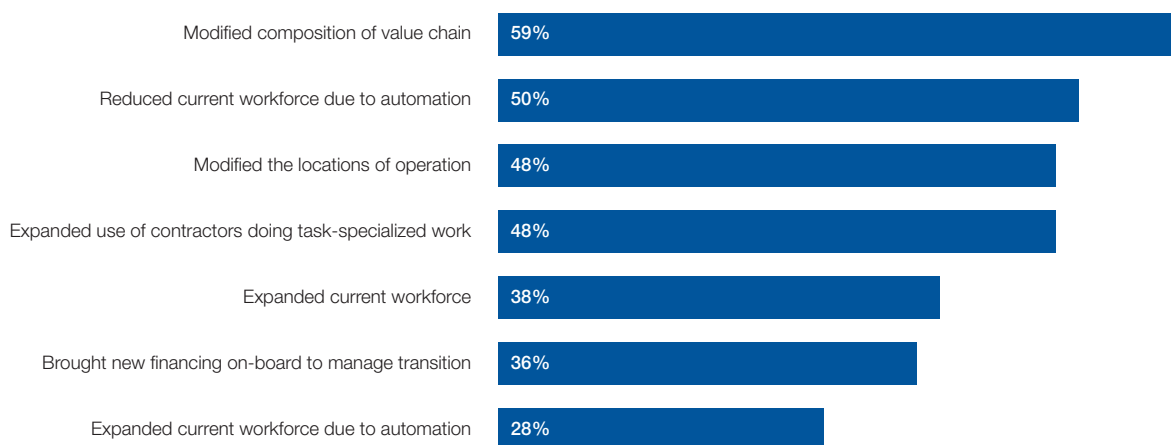 Modified composition of value chain 59%
Reduced current workforce due to automation 50%
Modified the locations of operation 48%
Expanded use of contractors doing task-specialized work 48%
Expanded current workforce 38%
Brought new financing on-board to manage transition 36%
Expanded current workforce due to automation 28%